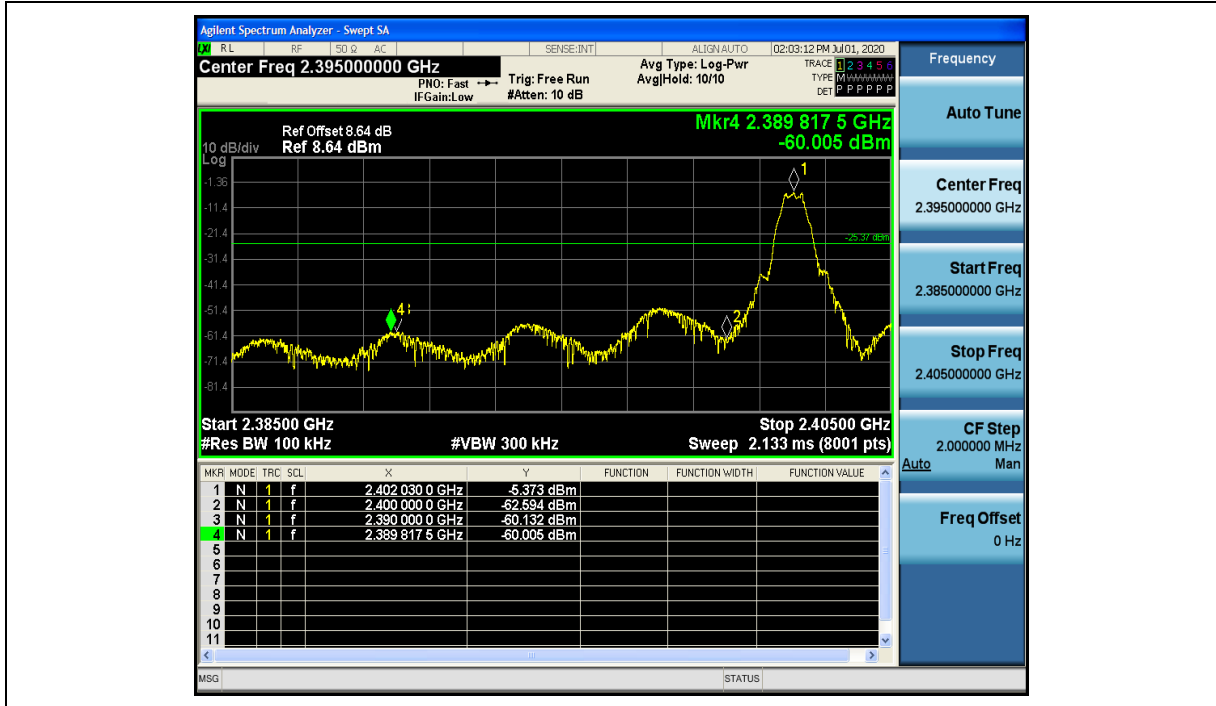 Agilent Spectrum Analyzer - Swept SA
LXI RL RF 50 Ω AC SENSE:INT ALIGN AUTO 02:03:12 PM Jul 01, 2020
Center Freq 2.395000000 GHz
PNO: Fast
IFGain:Low
Trig: Free Run
#Atten: 10 dB
Avg Type: Log-Pwr
Avg|Hold: 10/10
TRACE 1 2 3 4 5 6
TYPE M
DET P P P P P P
Mkr4 2.389 817 5 GHz
-60.005 dBm
Ref Offset 8.64 dB
10 dB/div Ref 8.64 dBm
Log
-1.36
-11.4
-21.4
-31.4
-41.4
-51.4
-61.4
-71.4
-81.4
1
-25.37 dBm
4
2
Start 2.38500 GHz Stop 2.40500 GHz
#Res BW 100 kHz #VBW 300 kHz Sweep 2.133 ms (8001 pts)
MKR MODE TRC SCL X Y FUNCTION FUNCTION WIDTH FUNCTION VALUE
1 N 1 f 2.402 030 0 GHz -5.373 dBm
2 N 1 f 2.400 000 0 GHz -62.594 dBm
3 N 1 f 2.390 000 0 GHz -60.132 dBm
4 N 1 f 2.389 817 5 GHz -60.005 dBm
5
6
7
8
9
10
11
MSG STATUS
Frequency
Auto Tune
Center Freq
2.395000000 GHz
Start Freq
2.385000000 GHz
Stop Freq
2.405000000 GHz
CF Step
2.000000 MHz
Auto Man
Freq Offset
0 Hz